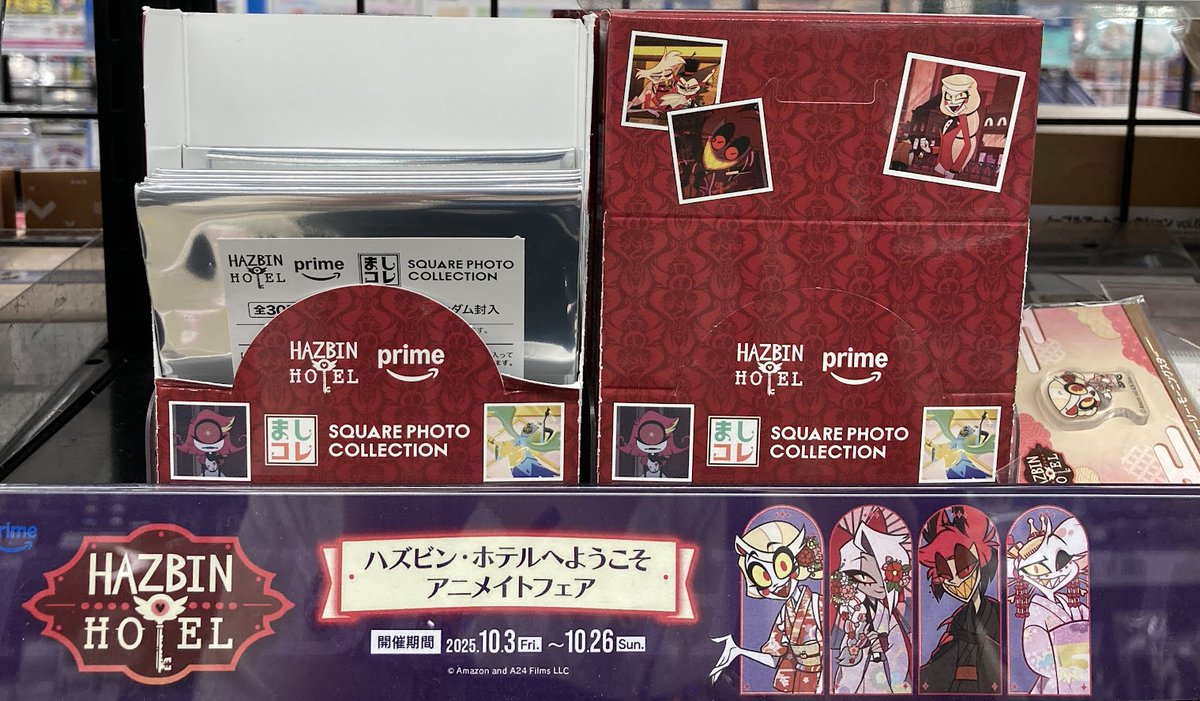 HAZBIN
HOTEL
prime
まし
コレ
SQUARE PHOTO
COLLECTION
全30
ダム封入
HAZBIN
HOTEL
prime
まし
コレ
SQUARE PHOTO
COLLECTION
HAZBIN
HOTEL
prime
まし
コレ
SQUARE PHOTO
COLLECTION
HAZBIN
HOTEL
prime
HAZBIN
HOTEL
ハズビン・ホテルへようこそ
アニメイトフェア
開催期間 2025.10.3 Fri. ~10.26 Sun.
© Amazon and A24 Films LLC